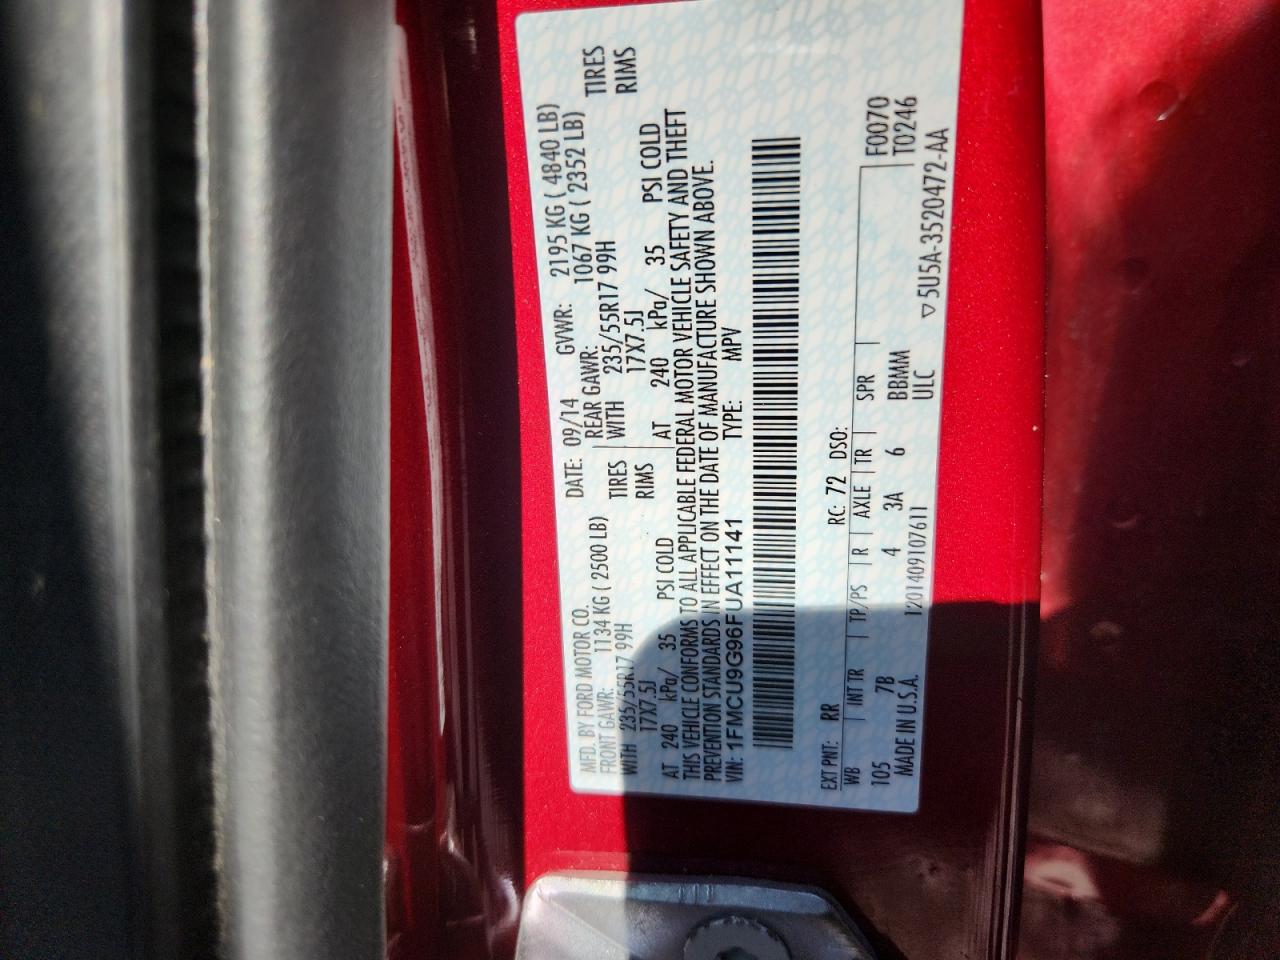 MFD. BY FORD MOTOR CO.
DATE: 09/14 GVWR: 2195 KG ( 4840 LB)
FRONT GAWR: 1134 KG ( 2500 LB) REAR GAWR: 1067 KG ( 2352 LB)
WITH 235/55R17 99H TIRES WITH 235/55R17 99H TIRES
17X7.5J RIMS 17X7.5J RIMS
AT 240 kPa/ 35 PSI COLD AT 240 kPa/ 35 PSI COLD
THIS VEHICLE CONFORMS TO ALL APPLICABLE FEDERAL MOTOR VEHICLE SAFETY AND THEFT
PREVENTION STANDARDS IN EFFECT ON THE DATE OF MANUFACTURE SHOWN ABOVE.
VIN: 1FMCU9G96FUA11141 TYPE: MPV
EXT PNT: RR RC: 72 DSO: F0070
WB INT TR TP/PS R AXLE TR SPR T0246
105 7B 4 3A 6 BBMM
MADE IN U.S.A. 1201409107611 ULC
▽5U5A-3520472-AA